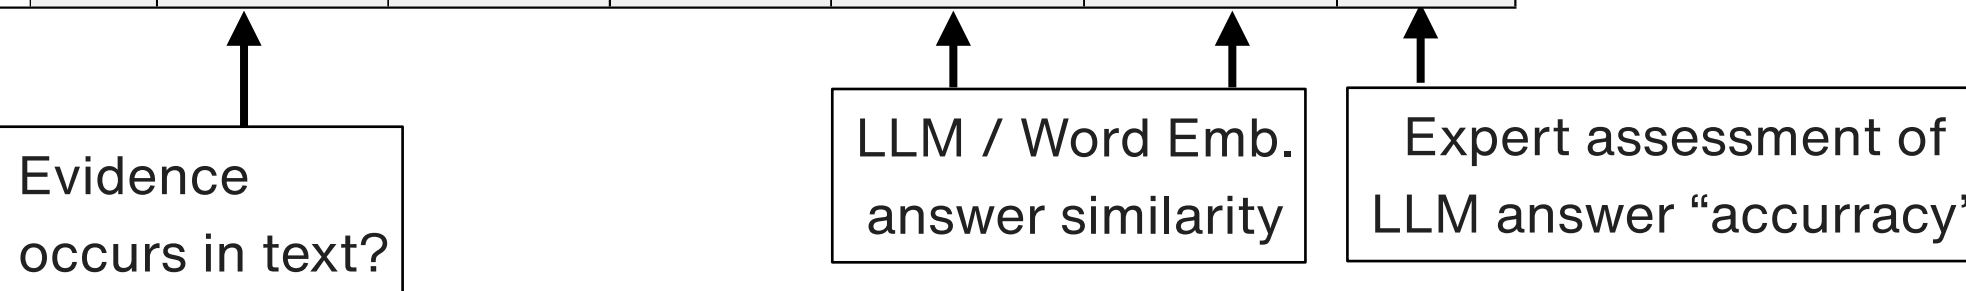 Evidence
occurs in text?
LLM / Word Emb.
answer similarity
Expert assessment of
LLM answer “accurracy”